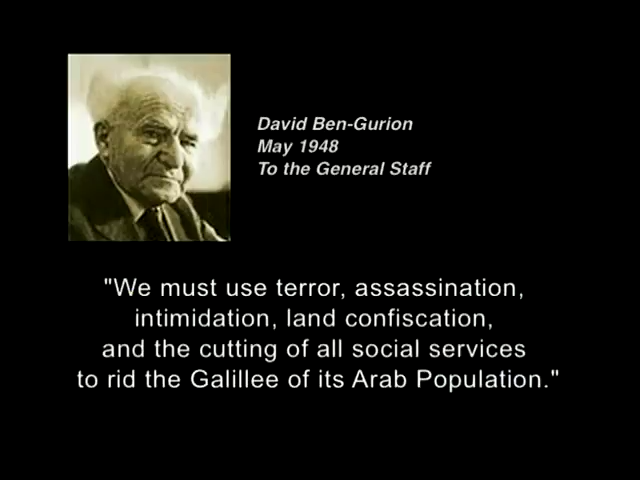 David Ben-Gurion
May 1948
To the General Staff
"We must use terror, assassination,
intimidation, land confiscation,
and the cutting of all social services
to rid the Galillee of its Arab Population."